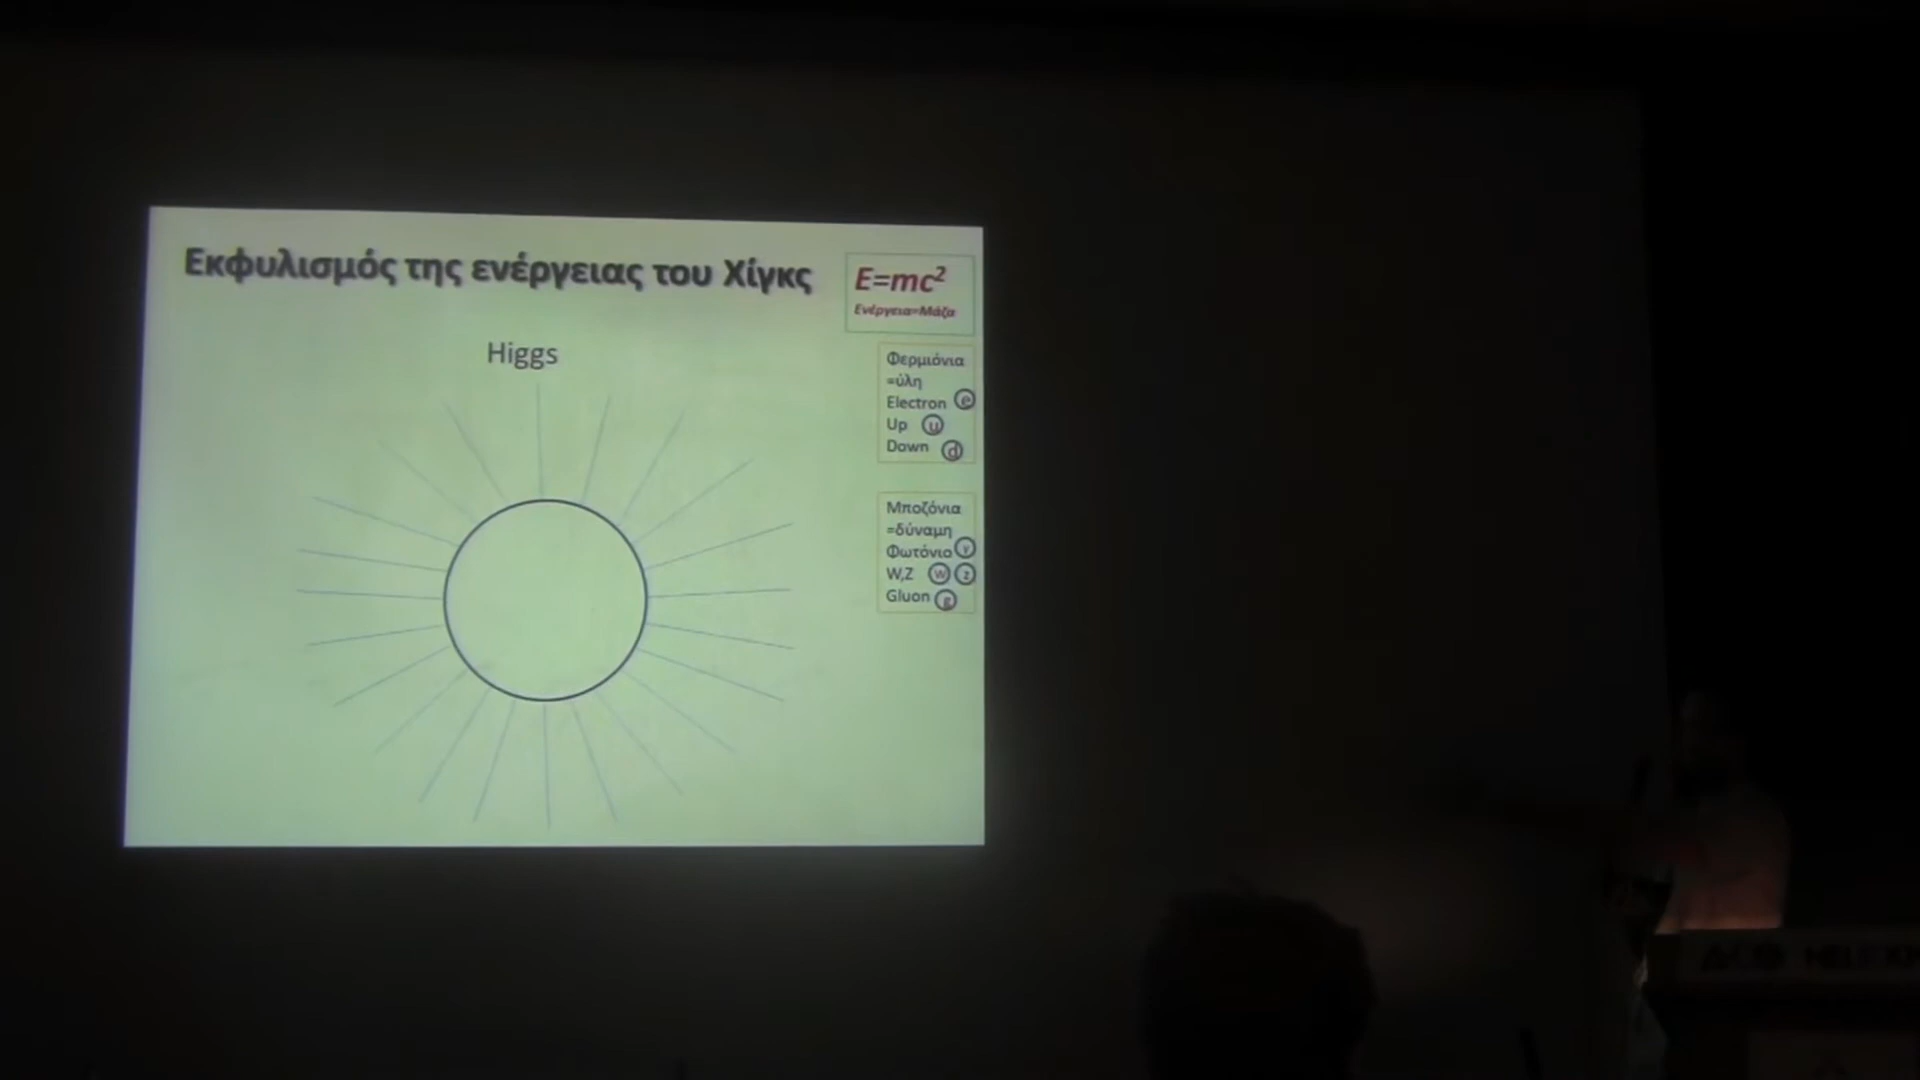 Εκφυλισμός της ενέργειας του Χίγκς
E=mc²
Ενέργεια=Μάζα
Higgs
Φερμιόνια
=ύλη
Electron e
Up u
Down d
Μποζόνια
=δύναμη
Φωτόνιο γ
W,Z W z
Gluon g